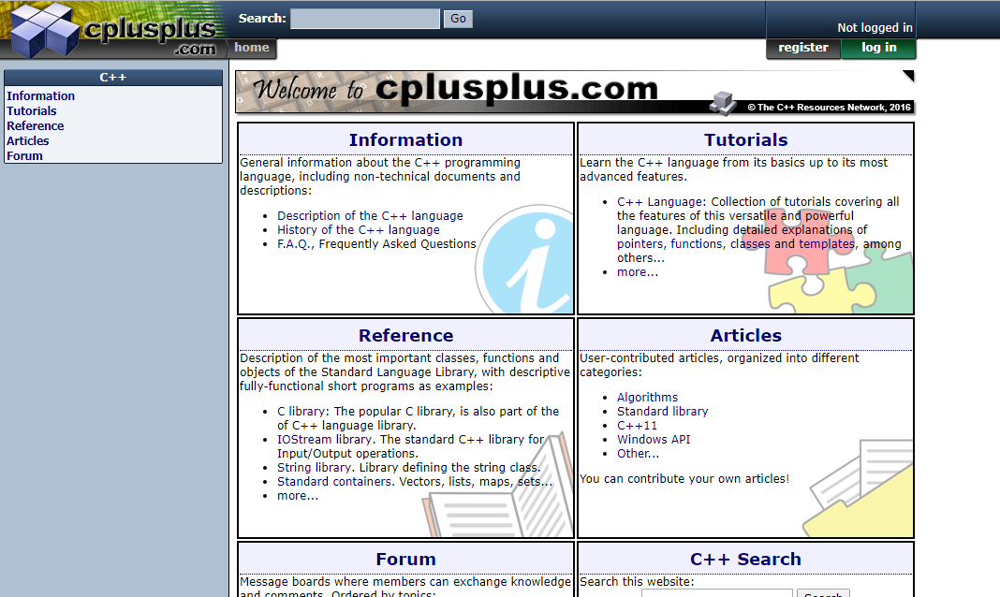 cplusplus
.com
Search:
Go
Not logged in
home
register
log in
C++
Information
Tutorials
Reference
Articles
Forum
Welcome to cplusplus.com
© The C++ Resources Network, 2016
Information
General information about the C++ programming
language, including non-technical documents and
descriptions:
• Description of the C++ language
• History of the C++ language
• F.A.Q., Frequently Asked Questions
Tutorials
Learn the C++ language from its basics up to its most
advanced features.
• C++ Language: Collection of tutorials covering all
the features of this versatile and powerful
language. Including detailed explanations of
pointers, functions, classes and templates, among
others...
• more...
Reference
Description of the most important classes, functions and
objects of the Standard Language Library, with descriptive
fully-functional short programs as examples:
• C library: The popular C library, is also part of the
of C++ language library.
• IOStream library. The standard C++ library for
Input/Output operations.
• String library. Library defining the string class.
• Standard containers. Vectors, lists, maps, sets...
• more...
Articles
User-contributed articles, organized into different
categories:
• Algorithms
• Standard library
• C++11
• Windows API
• Other...
You can contribute your own articles!
Forum
Message boards where members can exchange knowledge
and comments. Ordered by topics:
C++ Search
Search this website:
Search